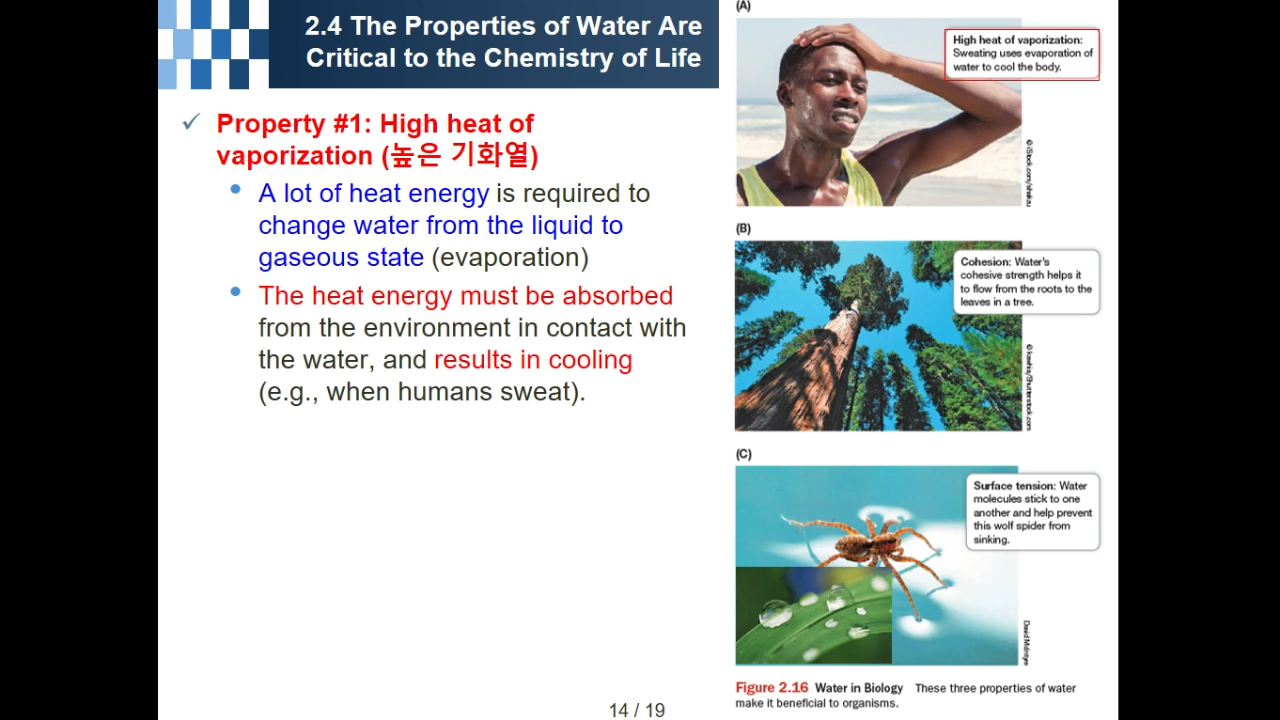 2.4 The Properties of Water Are
Critical to the Chemistry of Life
✓ Property #1: High heat of
vaporization (높은 기화열)
• A lot of heat energy is required to
change water from the liquid to
gaseous state (evaporation)
• The heat energy must be absorbed
from the environment in contact with
the water, and results in cooling
(e.g., when humans sweat).
(A)
High heat of vaporization:
Sweating uses evaporation of
water to cool the body.
(B)
Cohesion: Water's
cohesive strength helps it
to flow from the roots to the
leaves in a tree.
(C)
Surface tension: Water
molecules stick to one
another and help prevent
this wolf spider from
sinking.
David McIntyre
Figure 2.16 Water in Biology These three properties of water
make it beneficial to organisms.
14 / 19